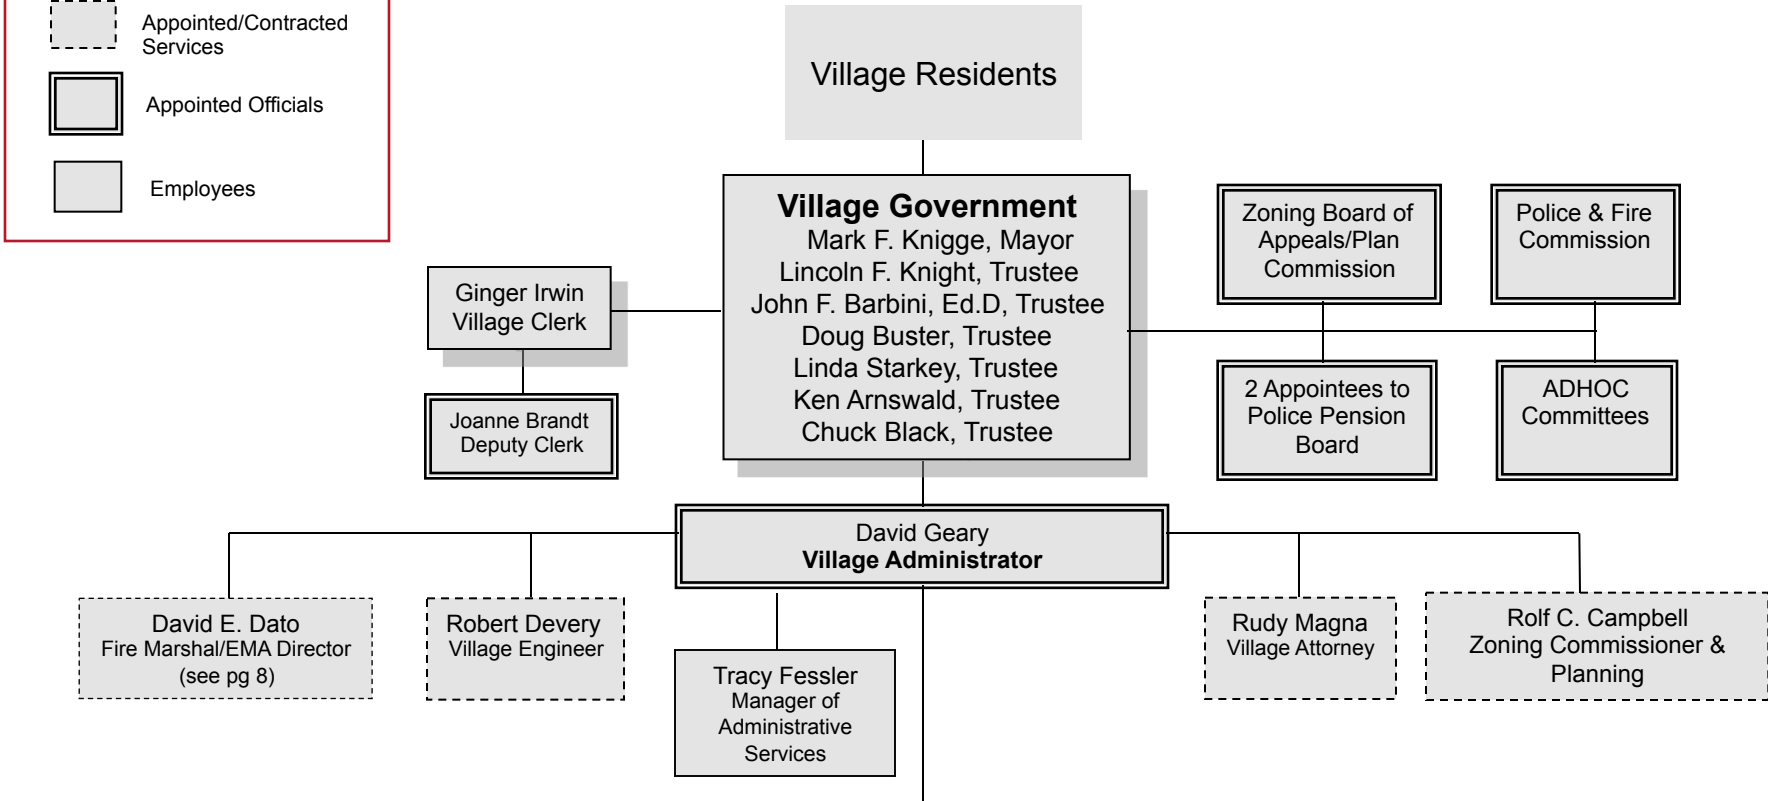 Appointed/Contracted
Services
Appointed Officials
Employees
Village Residents
Village Government
Mark F. Knigge, Mayor
Lincoln F. Knight, Trustee
John F. Barbini, Ed.D, Trustee
Doug Buster, Trustee
Linda Starkey, Trustee
Ken Arnswald, Trustee
Chuck Black, Trustee
Ginger Irwin
Village Clerk
Joanne Brandt
Deputy Clerk
Zoning Board of
Appeals/Plan
Commission
Police & Fire
Commission
2 Appointees to
Police Pension
Board
ADHOC
Committees
David Geary
Village Administrator
David E. Dato
Fire Marshal/EMA Director
(see pg 8)
Robert Devery
Village Engineer
Tracy Fessler
Manager of
Administrative
Services
Rudy Magna
Village Attorney
Rolf C. Campbell
Zoning Commissioner &
Planning